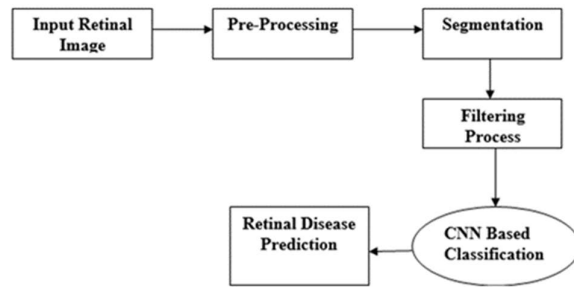 Input Retinal
Image
Pre-Processing
Segmentation
Filtering
Process
CNN Based
Classification
Retinal Disease
Prediction